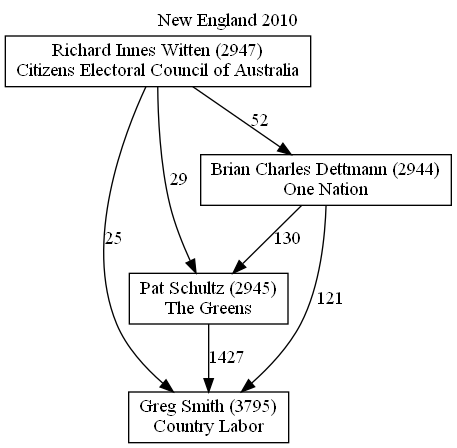 New England 2010
Richard Innes Witten (2947)
Citizens Electoral Council of Australia
52
Brian Charles Dettmann (2944)
One Nation
29
25
130
Pat Schultz (2945)
The Greens
121
1427
Greg Smith (3795)
Country Labor